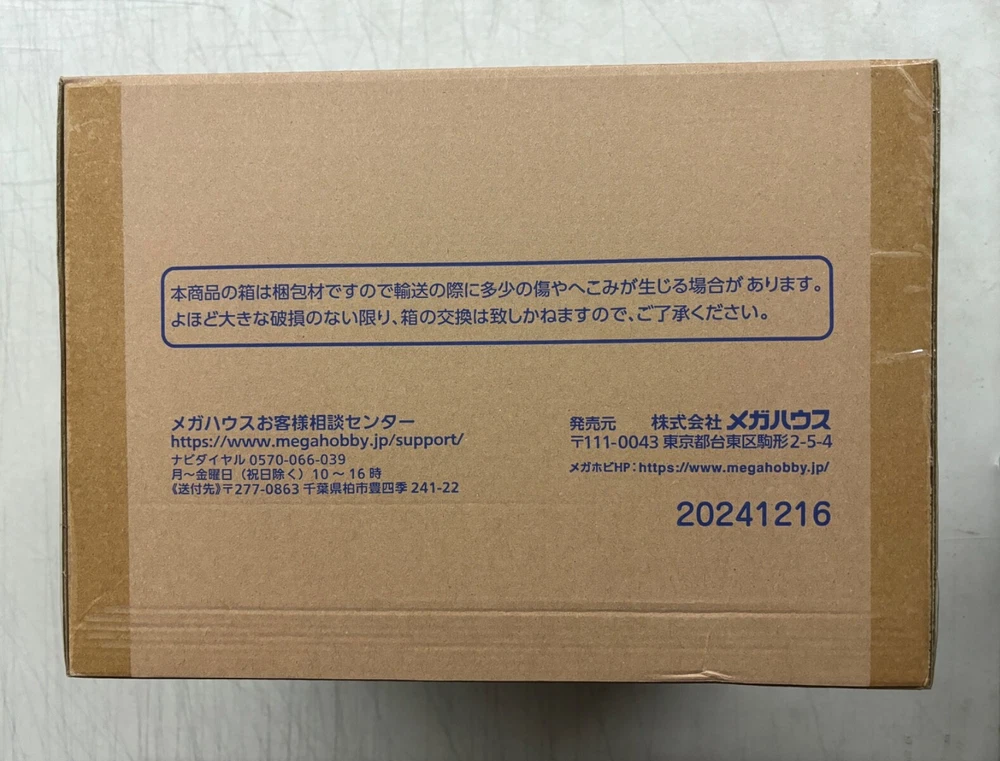 本商品の箱は梱包材ですので輸送の際に多少の傷やへこみが生じる場合があります。
よほど大きな破損のない限り、箱の交換は致しかねますので、ご了承ください。
メガハウスお客様相談センター
https://www.megahobby.jp/support/
ナビダイヤル 0570-066-039
月～金曜日（祝日除く）10～16時
《送付先》〒277-0863 千葉県柏市豊四季 241-22
発売元 株式会社 メガハウス
〒111-0043 東京都台東区駒形2-5-4
メガホビHP：https://www.megahobby.jp/
20241216